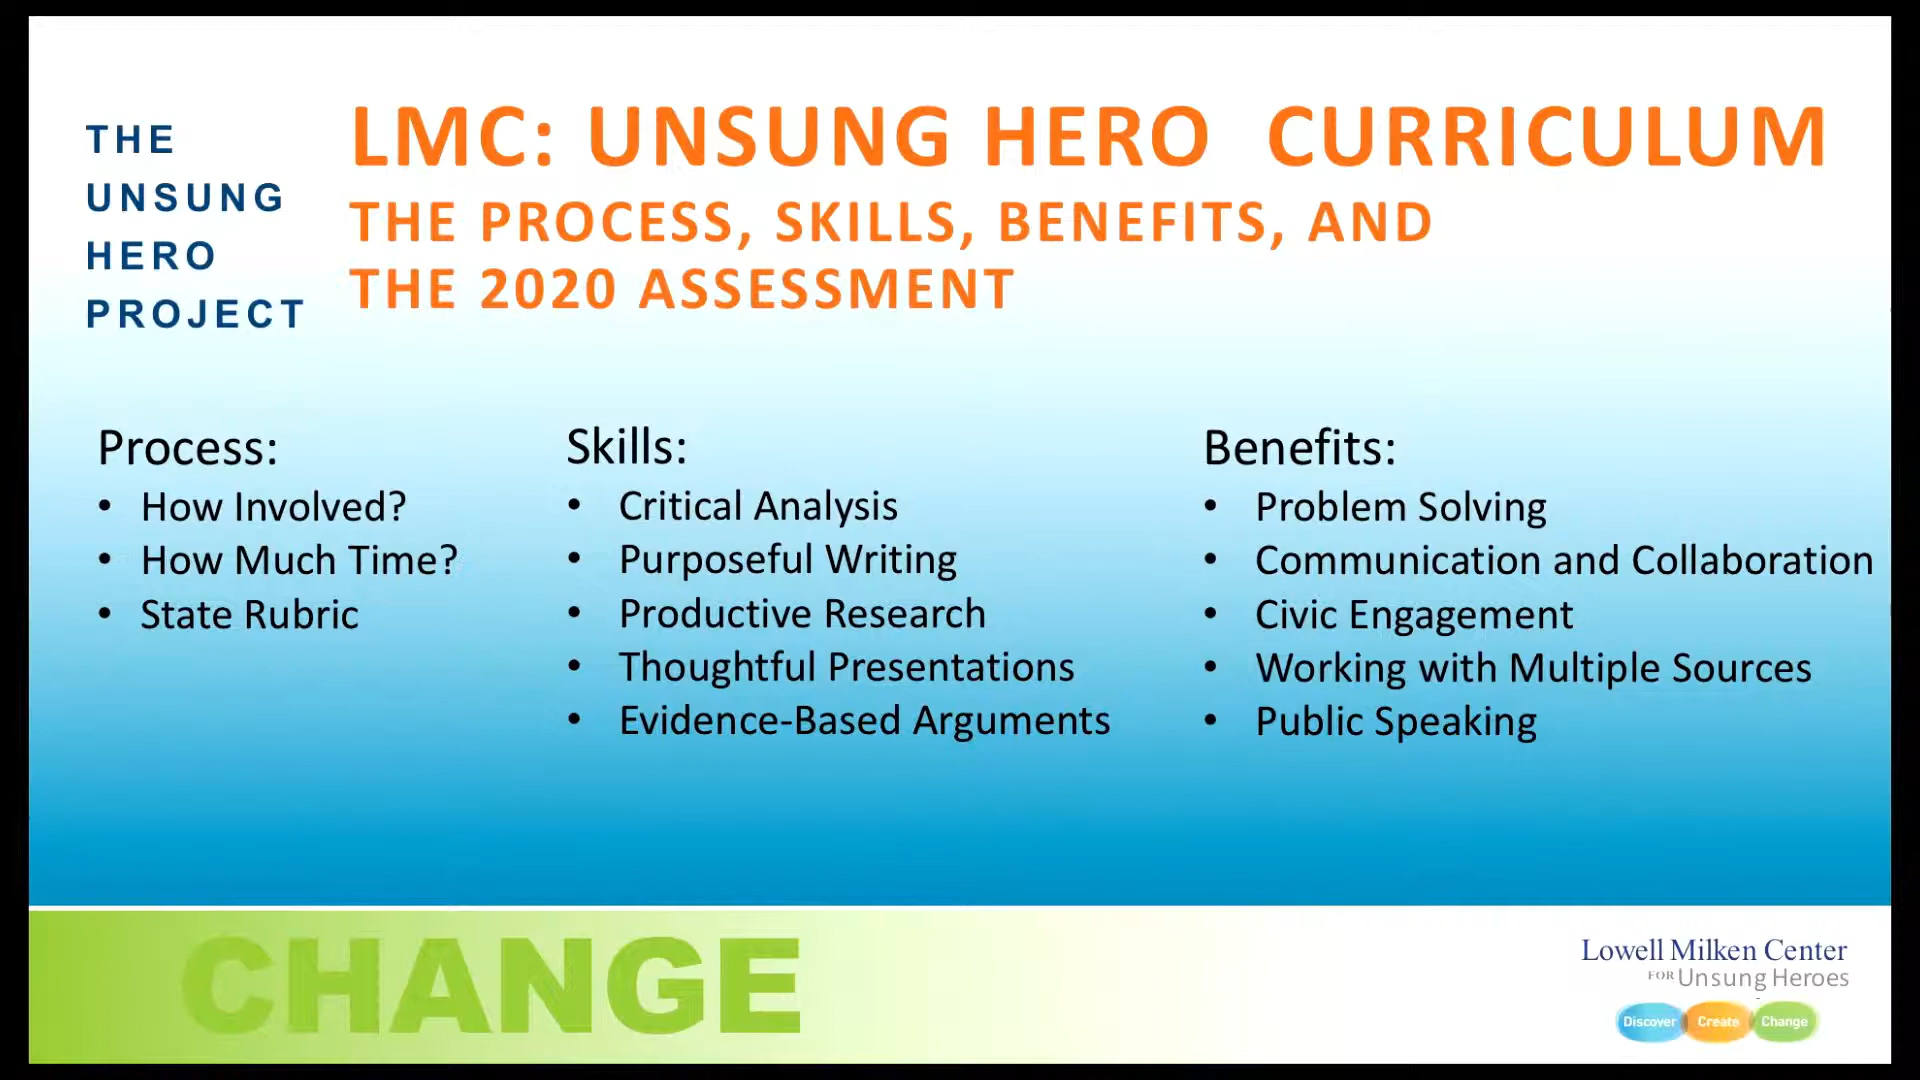 THE
UNSUNG
HERO
PROJECT
LMC: UNSUNG HERO CURRICULUM
THE PROCESS, SKILLS, BENEFITS, AND
THE 2020 ASSESSMENT
Process:
• How Involved?
• How Much Time?
• State Rubric
Skills:
• Critical Analysis
• Purposeful Writing
• Productive Research
• Thoughtful Presentations
• Evidence-Based Arguments
Benefits:
• Problem Solving
• Communication and Collaboration
• Civic Engagement
• Working with Multiple Sources
• Public Speaking
CHANGE
Lowell Milken Center
FOR Unsung Heroes
Discover Create Change